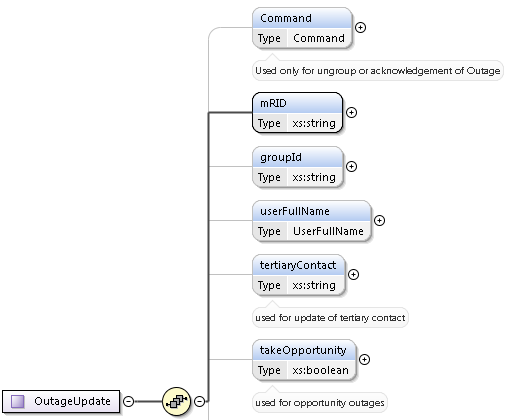 Command
Type Command
Used only for ungroup or acknowledgement of Outage
mRID
Type xs:string
groupId
Type xs:string
userFullName
Type UserFullName
tertiaryContact
Type xs:string
used for update of tertiary contact
takeOpportunity
Type xs:boolean
OutageUpdate
used for opportunity outages